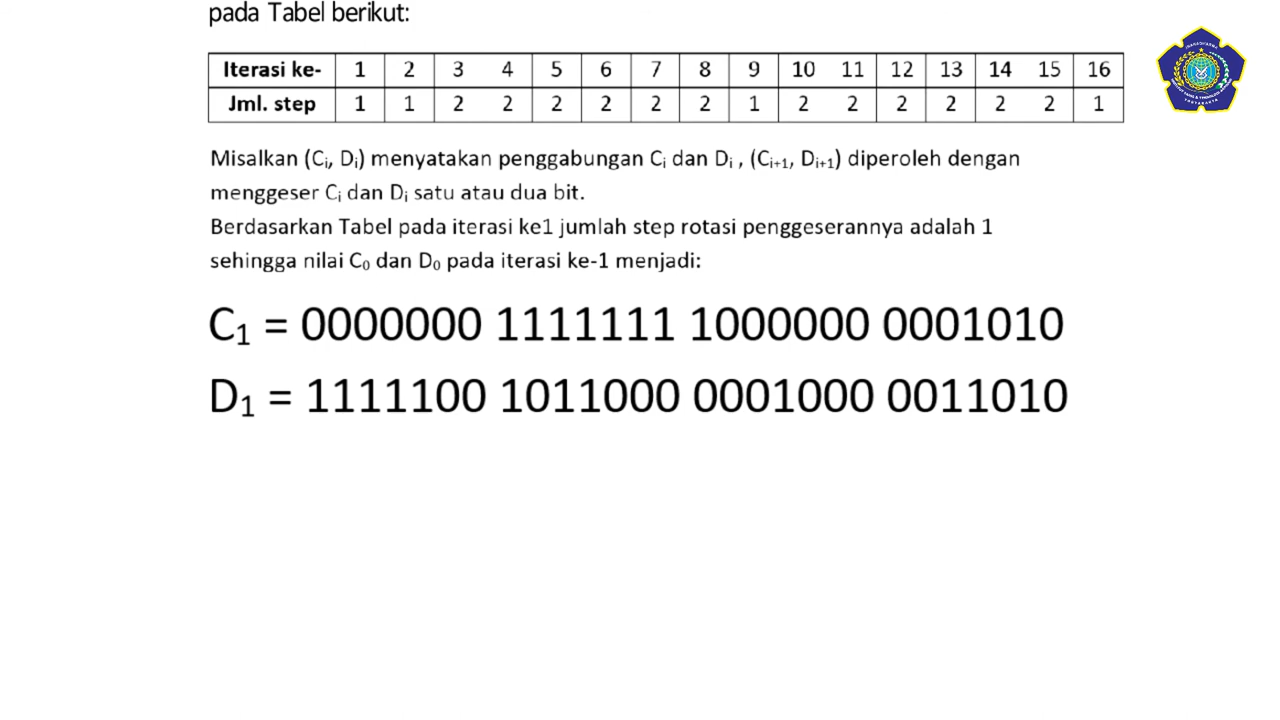 pada Tabel berikut:
Iterasi ke- 1 2 3 4 5 6 7 8 9 10 11 12 13 14 15 16
Jml. step 1 1 2 2 2 2 2 2 1 2 2 2 2 2 2 1
Misalkan (Cᵢ, Dᵢ) menyatakan penggabungan Cᵢ dan Dᵢ , (Cᵢ₊₁, Dᵢ₊₁) diperoleh dengan
menggeser Cᵢ dan Dᵢ satu atau dua bit.
Berdasarkan Tabel pada iterasi ke1 jumlah step rotasi penggeserannya adalah 1
sehingga nilai C₀ dan D₀ pada iterasi ke-1 menjadi:
C₁ = 0000000 1111111 1000000 0001010
D₁ = 1111100 1011000 0001000 0011010